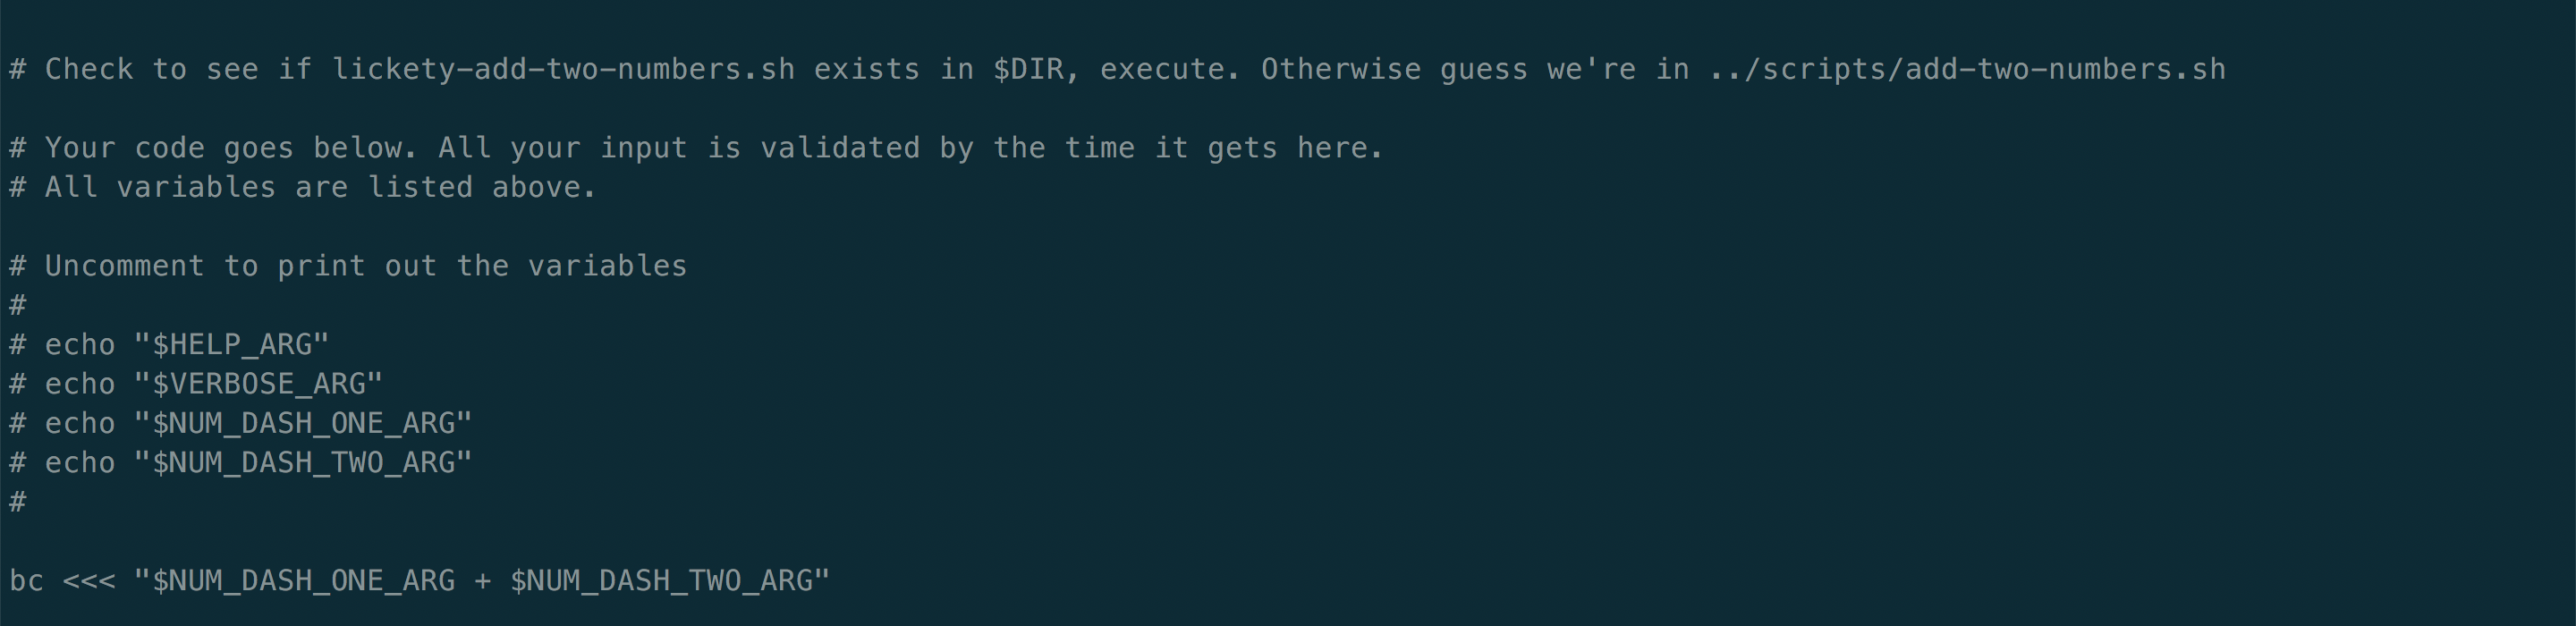 # Check to see if lickety-add-two-numbers.sh exists in $DIR, execute. Otherwise guess we're in ../scripts/add-two-numbers.sh
# Your code goes below. All your input is validated by the time it gets here.
# All variables are listed above.
# Uncomment to print out the variables
#
# echo "$HELP_ARG"
# echo "$VERBOSE_ARG"
# echo "$NUM_DASH_ONE_ARG"
# echo "$NUM_DASH_TWO_ARG"
#
bc <<< "$NUM_DASH_ONE_ARG + $NUM_DASH_TWO_ARG"